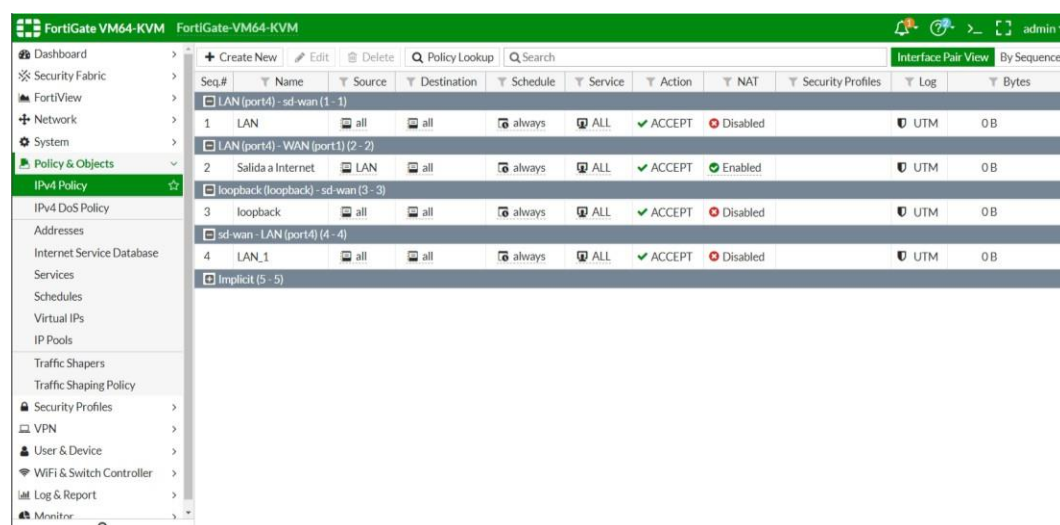 FortiGate VM64-KVM FortiGate-VM64-KVM 1 2 >_ admin
Dashboard
Security Fabric
FortiView
Network
System
Policy & Objects
IPv4 Policy
IPv4 DoS Policy
Addresses
Internet Service Database
Services
Schedules
Virtual IPs
IP Pools
Traffic Shapers
Traffic Shaping Policy
Security Profiles
VPN
User & Device
WiFi & Switch Controller
Log & Report
Monitor
+ Create New Edit Delete Policy Lookup Search Interface Pair View By Sequence
Seq.# Name Source Destination Schedule Service Action NAT Security Profiles Log Bytes
LAN (port4) - sd-wan (1 - 1)
1 LAN all all always ALL ACCEPT Disabled UTM 0 B
LAN (port4) - WAN (port1) (2 - 2)
2 Salida a Internet LAN all always ALL ACCEPT Enabled UTM 0 B
loopback (loopback) - sd-wan (3 - 3)
3 loopback all all always ALL ACCEPT Disabled UTM 0 B
sd-wan - LAN (port4) (4 - 4)
4 LAN_1 all all always ALL ACCEPT Disabled UTM 0 B
Implicit (5 - 5)